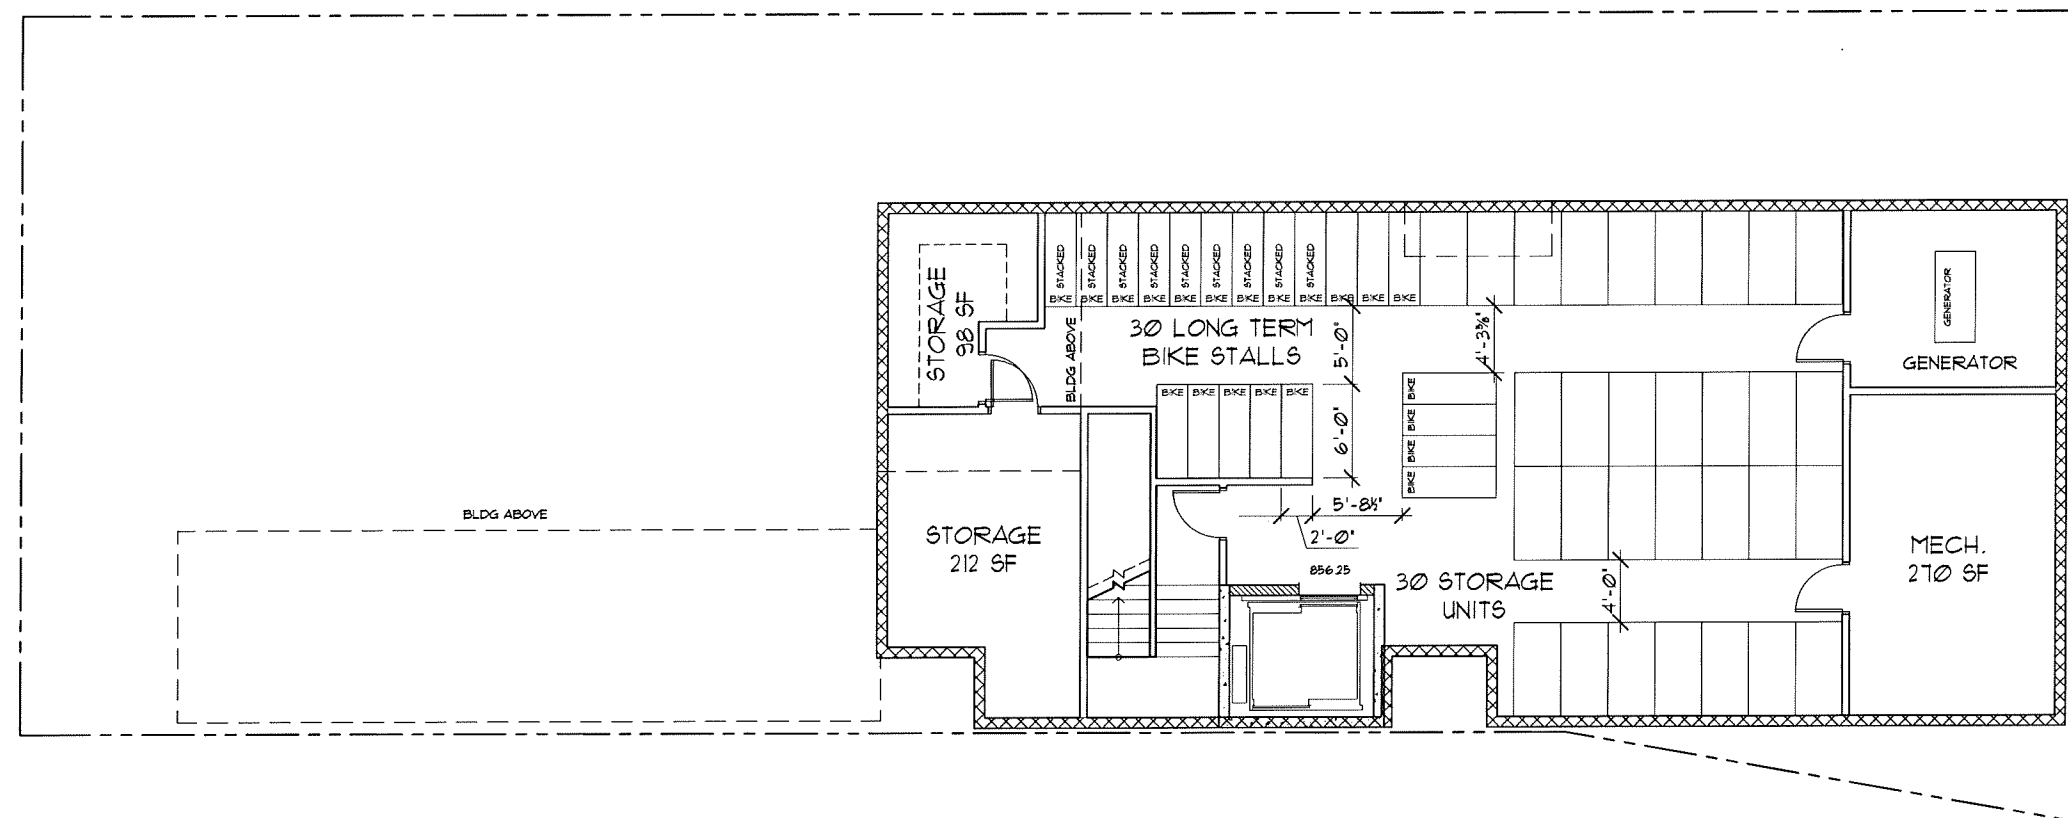 STACKED STACKED STACKED STACKED STACKED STACKED STACKED STACKED STACKED
BIKE BIKE BIKE BIKE BIKE BIKE BIKE BIKE BIKE BIKE BIKE BIKE
STORAGE
98 SF
BLDG ABOVE
30 LONG TERM
BIKE STALLS
5'-0"
4'-3⅝"
GENERATOR
GENERATOR
BIKE BIKE BIKE BIKE BIKE
6'-0"
BIKE
BIKE
BIKE
BIKE
BLDG ABOVE
5'-8½"
2'-0"
STORAGE
212 SF
856.25
30 STORAGE
UNITS
4'-0"
MECH.
270 SF